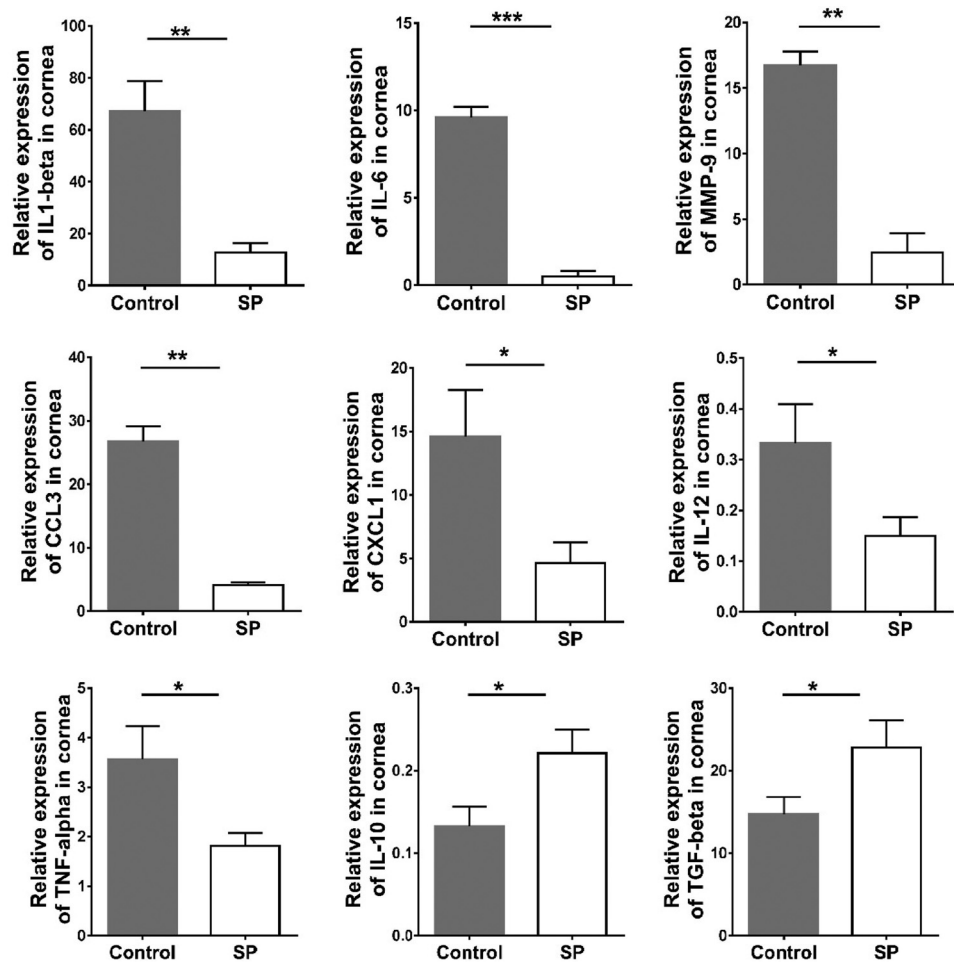 Relative expression
of IL1-beta in cornea
100
80
60
40
20
0
**
Control SP
Relative expression
of IL-6 in cornea
15
10
5
0
***
Control SP
Relative expression
of MMP-9 in cornea
20
15
10
5
0
**
Control SP
Relative expression
of CCL3 in cornea
40
30
20
10
0
**
Control SP
Relative expression
of CXCL1 in cornea
20
15
10
5
0
*
Control SP
Relative expression
of IL-12 in cornea
0.5
0.4
0.3
0.2
0.1
0.0
*
Control SP
Relative expression
of TNF-alpha in cornea
5
4
3
2
1
0
*
Control SP
Relative expression
of IL-10 in cornea
0.3
0.2
0.1
0.0
*
Control SP
Relative expression
of TGF-beta in cornea
30
20
10
0
*
Control SP